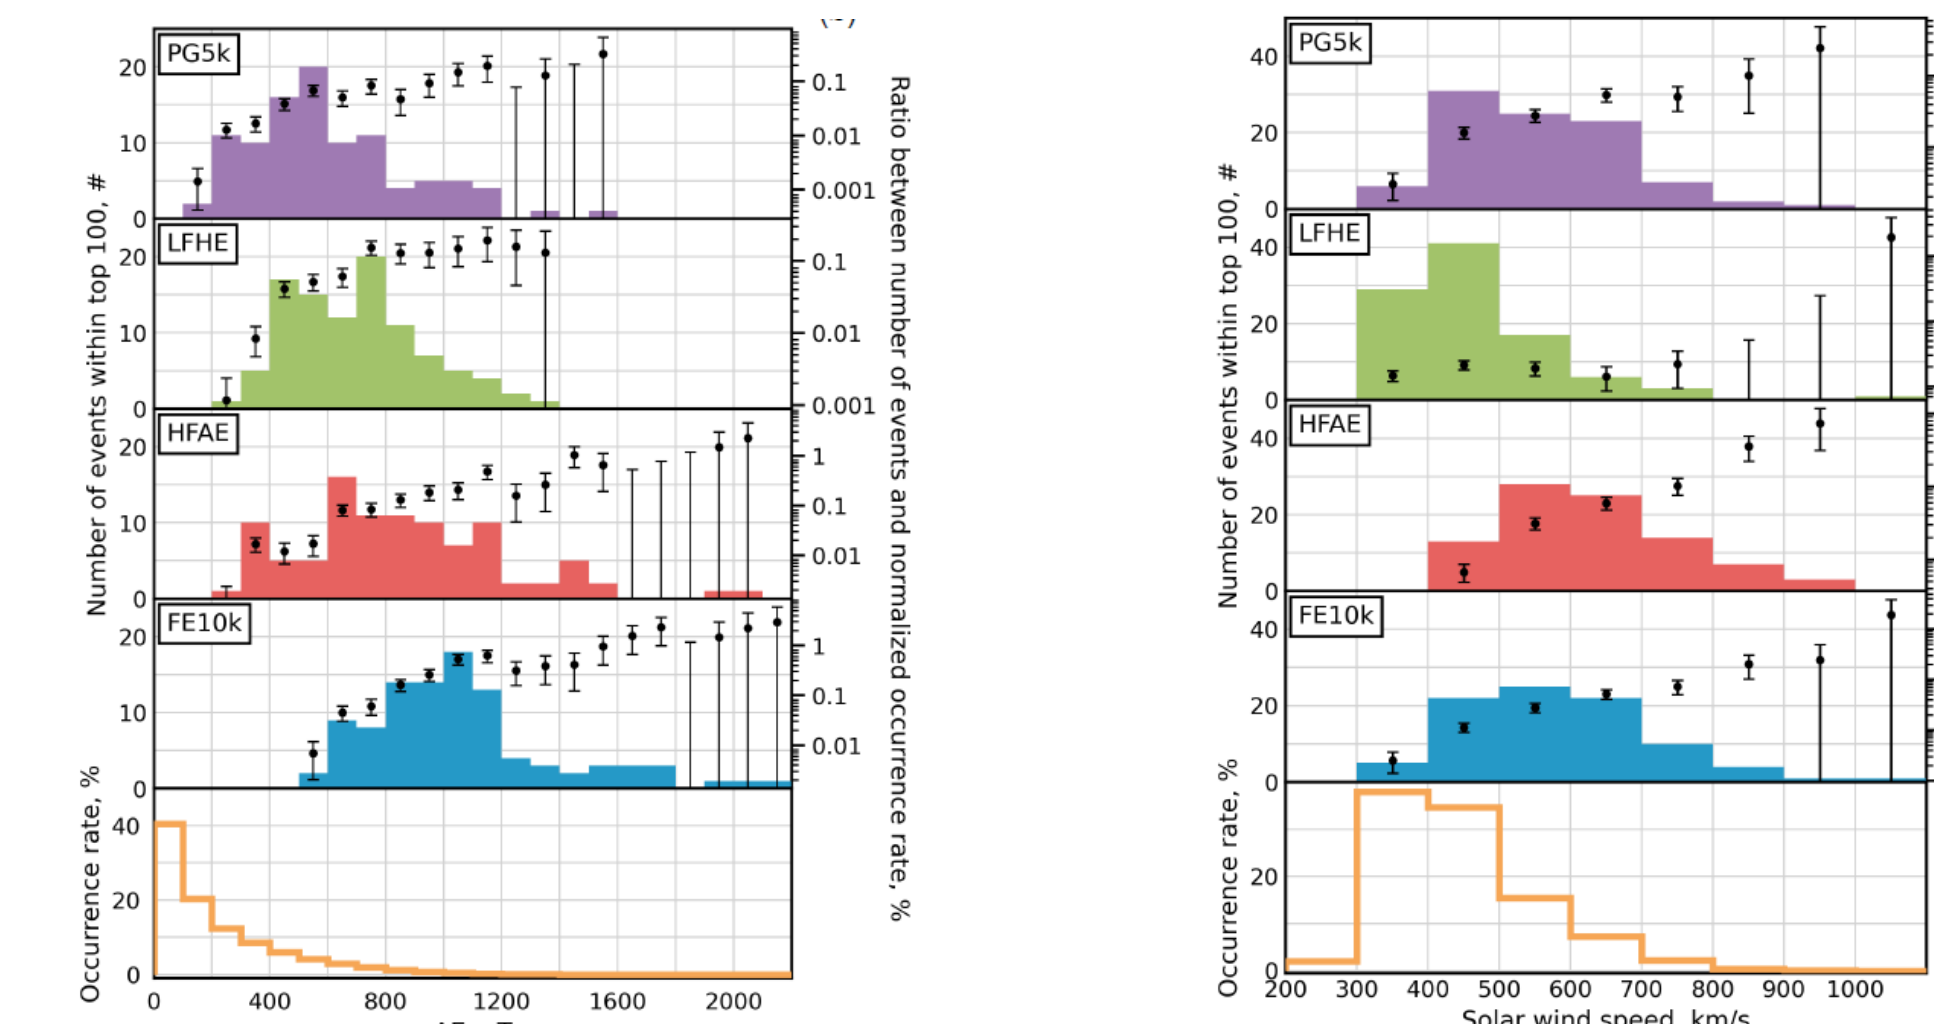 PG5k
20
10
0
0.1
0.01
0.001
LFHE
20
10
0
0.1
0.01
0.001
HFAE
20
10
0
1
0.1
0.01
FE10k
20
10
0
1
0.1
0.01
40
20
0
0 400 800 1200 1600 2000
Number of events within top 100, #
Occurrence rate, %
Ratio between number of events and normalized occurrence rate, %
PG5k
40
20
0
LFHE
40
20
0
HFAE
40
20
0
FE10k
40
20
0
20
0
200 300 400 500 600 700 800 900 1000
Number of events within top 100, #
Occurrence rate, %
Solar wind speed, km/s